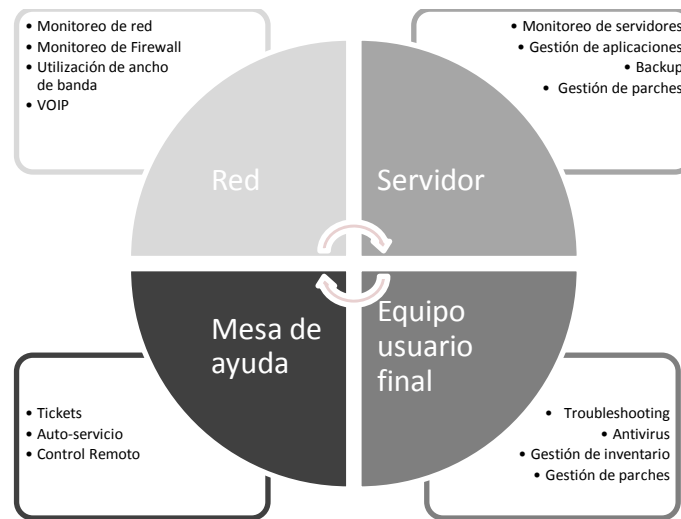 • Monitoreo de red
• Monitoreo de Firewall
• Utilización de ancho
de banda
• VOIP
• Monitoreo de servidores
• Gestión de aplicaciones
• Backup
• Gestión de parches
Red
Servidor
Mesa de
ayuda
Equipo
usuario
final
• Tickets
• Auto-servicio
• Control Remoto
• Troubleshooting
• Antivirus
• Gestión de inventario
• Gestión de parches